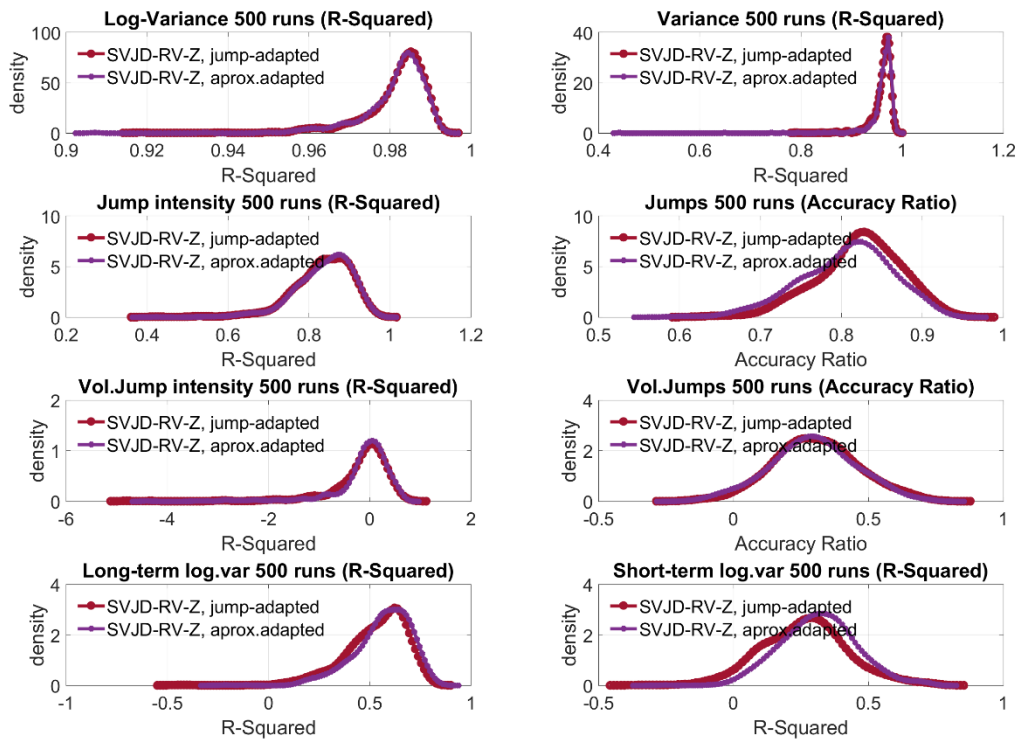 Log-Variance 500 runs (R-Squared)
100
50
0
density
SVJD-RV-Z, jump-adapted
SVJD-RV-Z, aprox.adapted
0.9 0.92 0.94 0.96 0.98 1
R-Squared
Variance 500 runs (R-Squared)
40
20
0
density
SVJD-RV-Z, jump-adapted
SVJD-RV-Z, aprox.adapted
0.4 0.6 0.8 1 1.2
R-Squared
Jump intensity 500 runs (R-Squared)
10
5
0
density
SVJD-RV-Z, jump-adapted
SVJD-RV-Z, aprox.adapted
0.2 0.4 0.6 0.8 1 1.2
R-Squared
Jumps 500 runs (Accuracy Ratio)
10
5
0
density
SVJD-RV-Z, jump-adapted
SVJD-RV-Z, aprox.adapted
0.5 0.6 0.7 0.8 0.9 1
Accuracy Ratio
Vol.Jump intensity 500 runs (R-Squared)
2
1
0
density
SVJD-RV-Z, jump-adapted
SVJD-RV-Z, aprox.adapted
-6 -4 -2 0 2
R-Squared
Vol.Jumps 500 runs (Accuracy Ratio)
4
2
0
density
SVJD-RV-Z, jump-adapted
SVJD-RV-Z, aprox.adapted
-0.5 0 0.5 1
Accuracy Ratio
Long-term log.var 500 runs (R-Squared)
4
2
0
density
SVJD-RV-Z, jump-adapted
SVJD-RV-Z, aprox.adapted
-1 -0.5 0 0.5 1
R-Squared
Short-term log.var 500 runs (R-Squared)
4
2
0
density
SVJD-RV-Z, jump-adapted
SVJD-RV-Z, aprox.adapted
-0.5 0 0.5 1
R-Squared